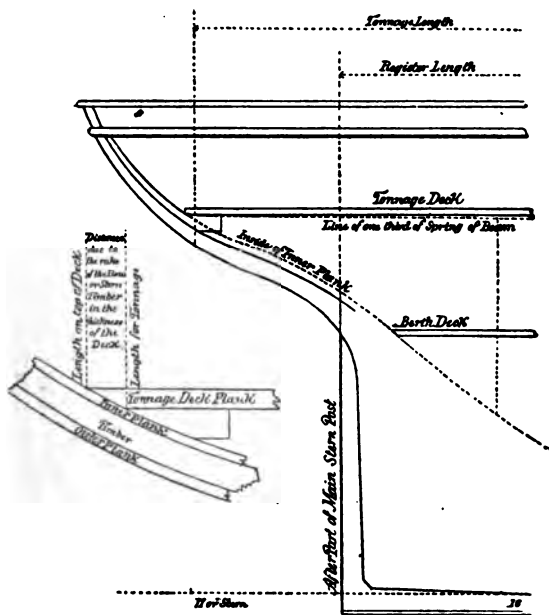 Tonnage Length
Register Length
Tonnage Deck
Line of one third of Spring of Beam
Inside of Inner Plank
Berth Deck
Length on top of Deck
Distance
due to
the rake
of the
or Stern
Timber
in the
thickness
of the
Deck
Length for Tonnage
Tonnage Deck Plank
Inner Plank
Timber
Outer Plank
After Part of Main Stern Post
or Stern